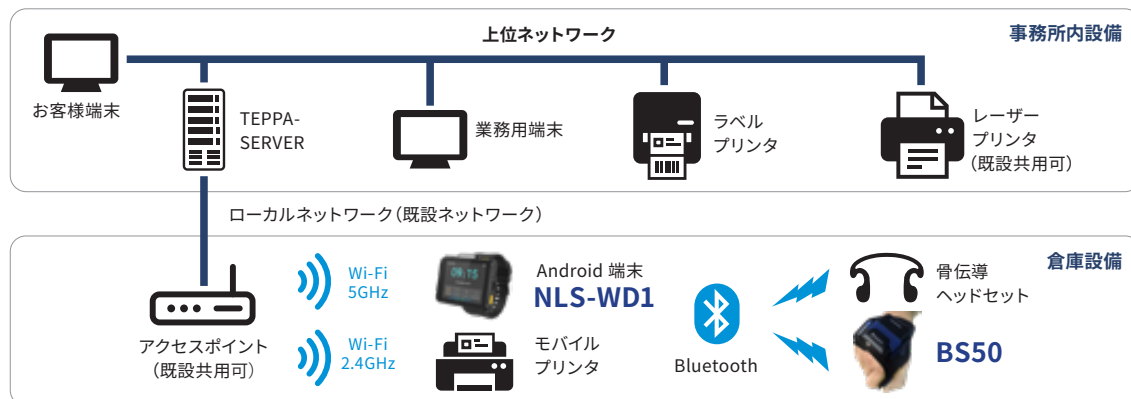 上位ネットワーク
事務所内設備
お客様端末
TEPPA-
SERVER
業務用端末
ラベル
プリンタ
レーザー
プリンタ
（既設共用可）
ローカルネットワーク（既設ネットワーク）
倉庫設備
アクセスポイント
（既設共用可）
Wi-Fi
5GHz
Wi-Fi
2.4GHz
09:15
Android 端末
NLS-WD1
モバイル
プリンタ
Bluetooth
骨伝導
ヘッドセット
BS50